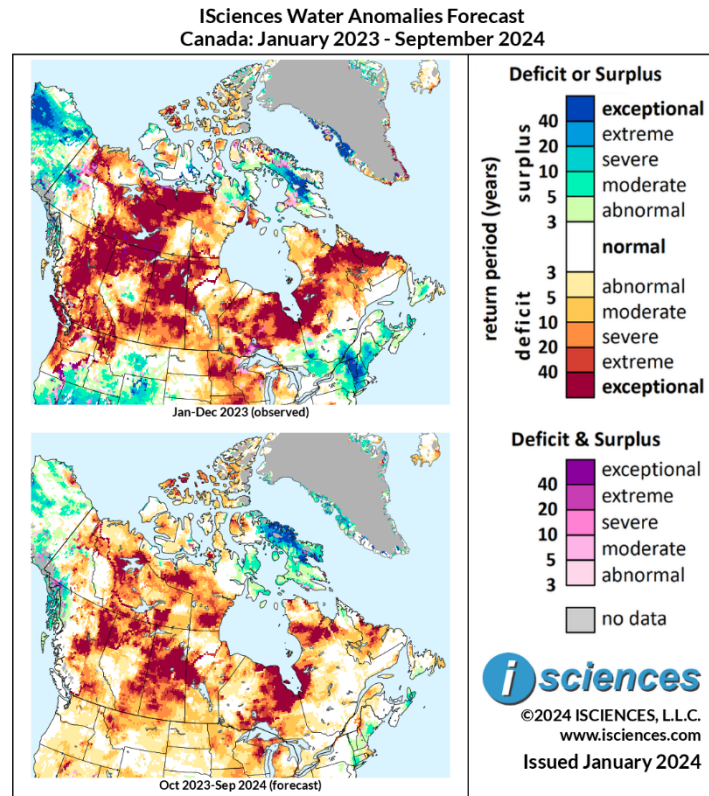 ISciences Water Anomalies Forecast
Canada: January 2023 - September 2024
Jan-Dec 2023 (observed)
Oct 2023-Sep 2024 (forecast)
Deficit or Surplus
return period (years)
surplus
deficit
exceptional
40
extreme
20
severe
10
moderate
5
abnormal
3
normal
3
abnormal
5
moderate
10
severe
20
extreme
40
exceptional
Deficit & Surplus
exceptional
40
extreme
20
severe
10
moderate
5
abnormal
3
no data
i sciences
©2024 ISCIENCES, L.L.C.
www.isciences.com
Issued January 2024